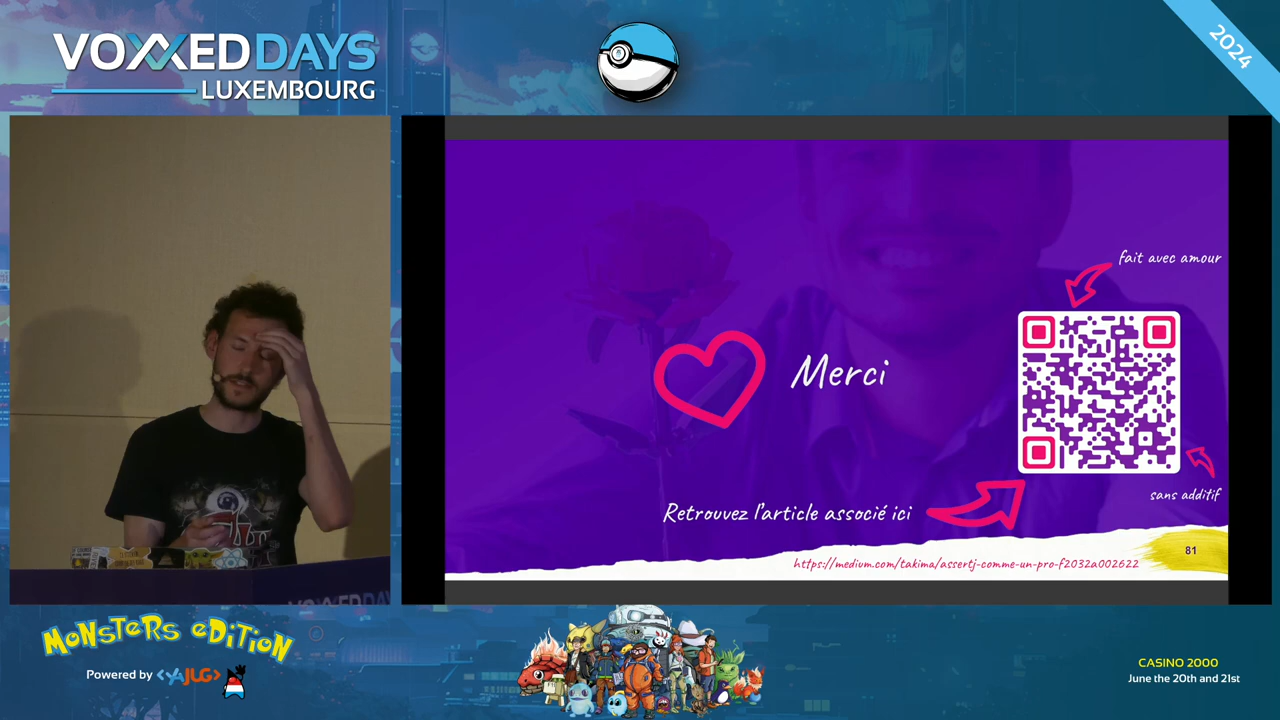 VOXXED DAYS
LUXEMBOURG
2024
fait avec amour
Merci
sans additif
Retrouvez l'article associé ici
81
https://medium.com/takima/assertj-comme-un-pro-f2032a002622
MONSTERS EDITION
Powered by <YAJUG>
CASINO 2000
June the 20th and 21st